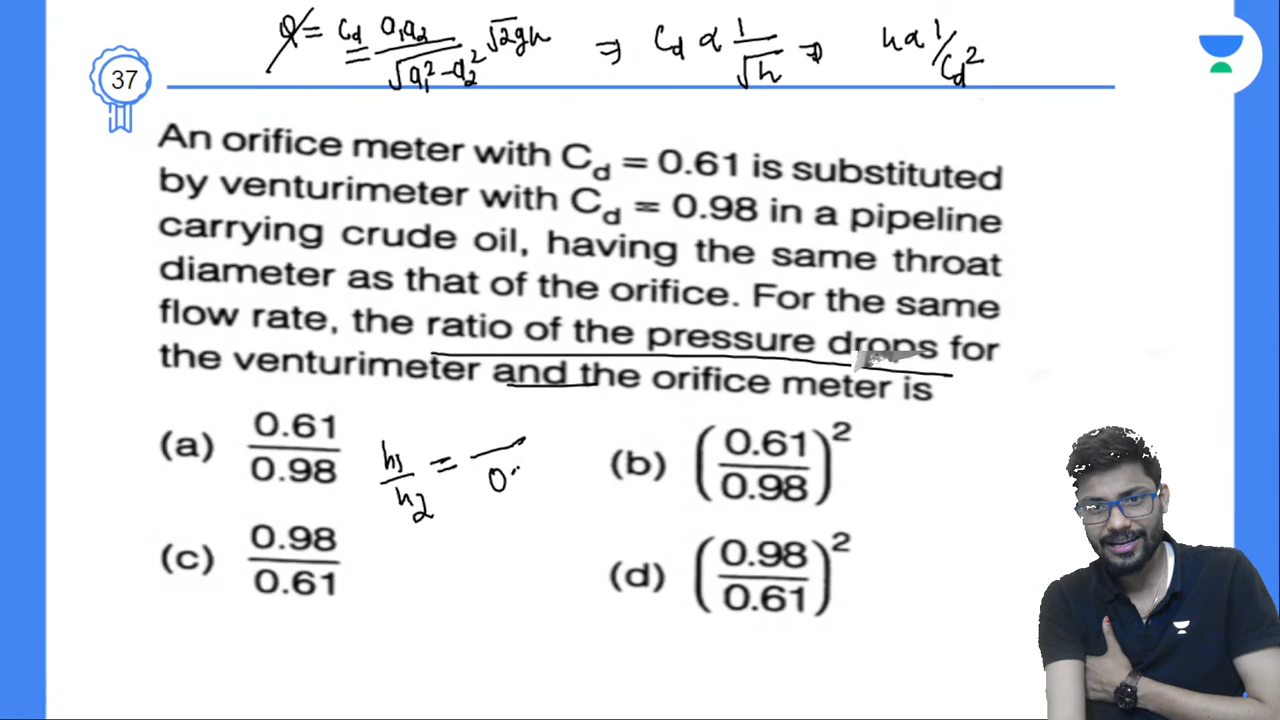 Q = Cd a₁a₂ / √a₁² - a₂² √2gh ⇒ Cd ∝ 1/√h ⇒ h ∝ 1/Cd²
37
An orifice meter with Cd = 0.61 is substituted
by venturimeter with Cd = 0.98 in a pipeline
carrying crude oil, having the same throat
diameter as that of the orifice. For the same
flow rate, the ratio of the pressure drops for
the venturimeter and the orifice meter is
(a) 0.61/0.98
h₁/h₂ = 0.
(b) (0.61/0.98)²
(c) 0.98/0.61
(d) (0.98/0.61)²